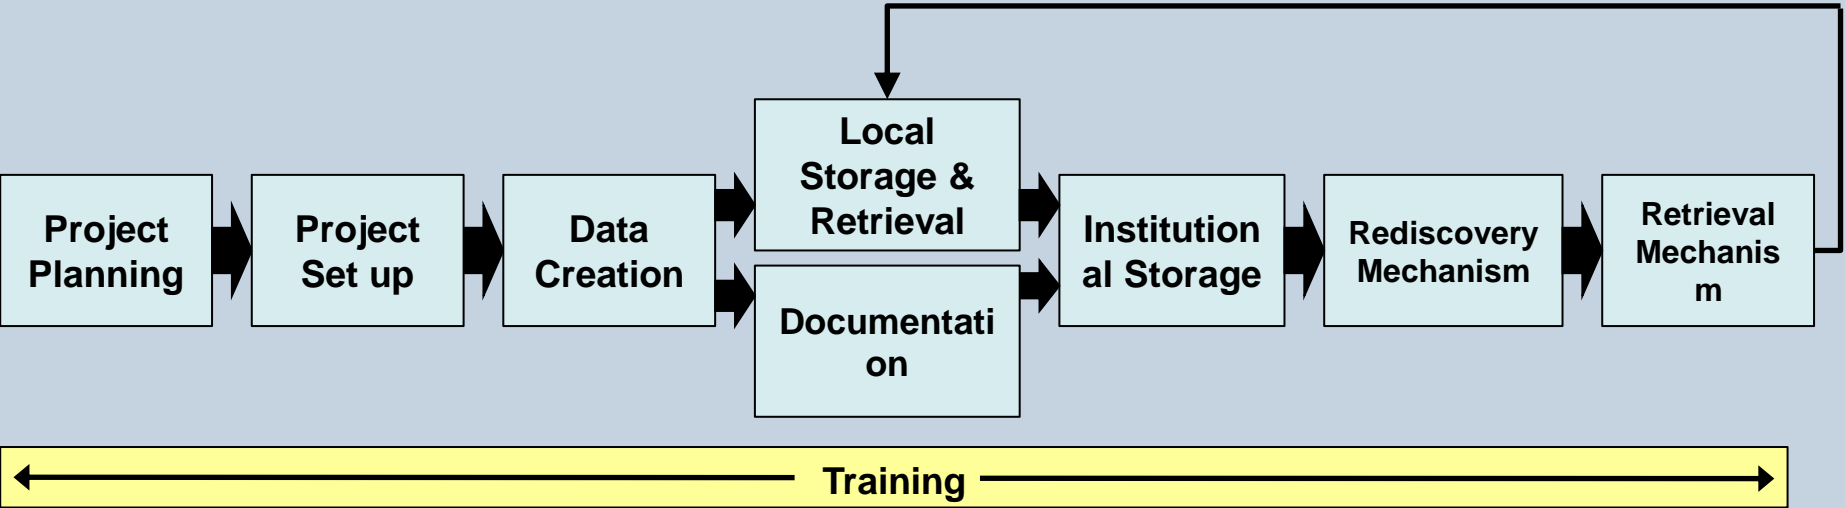 Project
Planning
Project
Set up
Data
Creation
Local
Storage &
Retrieval
Documentati
on
Institution
al Storage
Rediscovery
Mechanism
Retrieval
Mechanis
m
Training